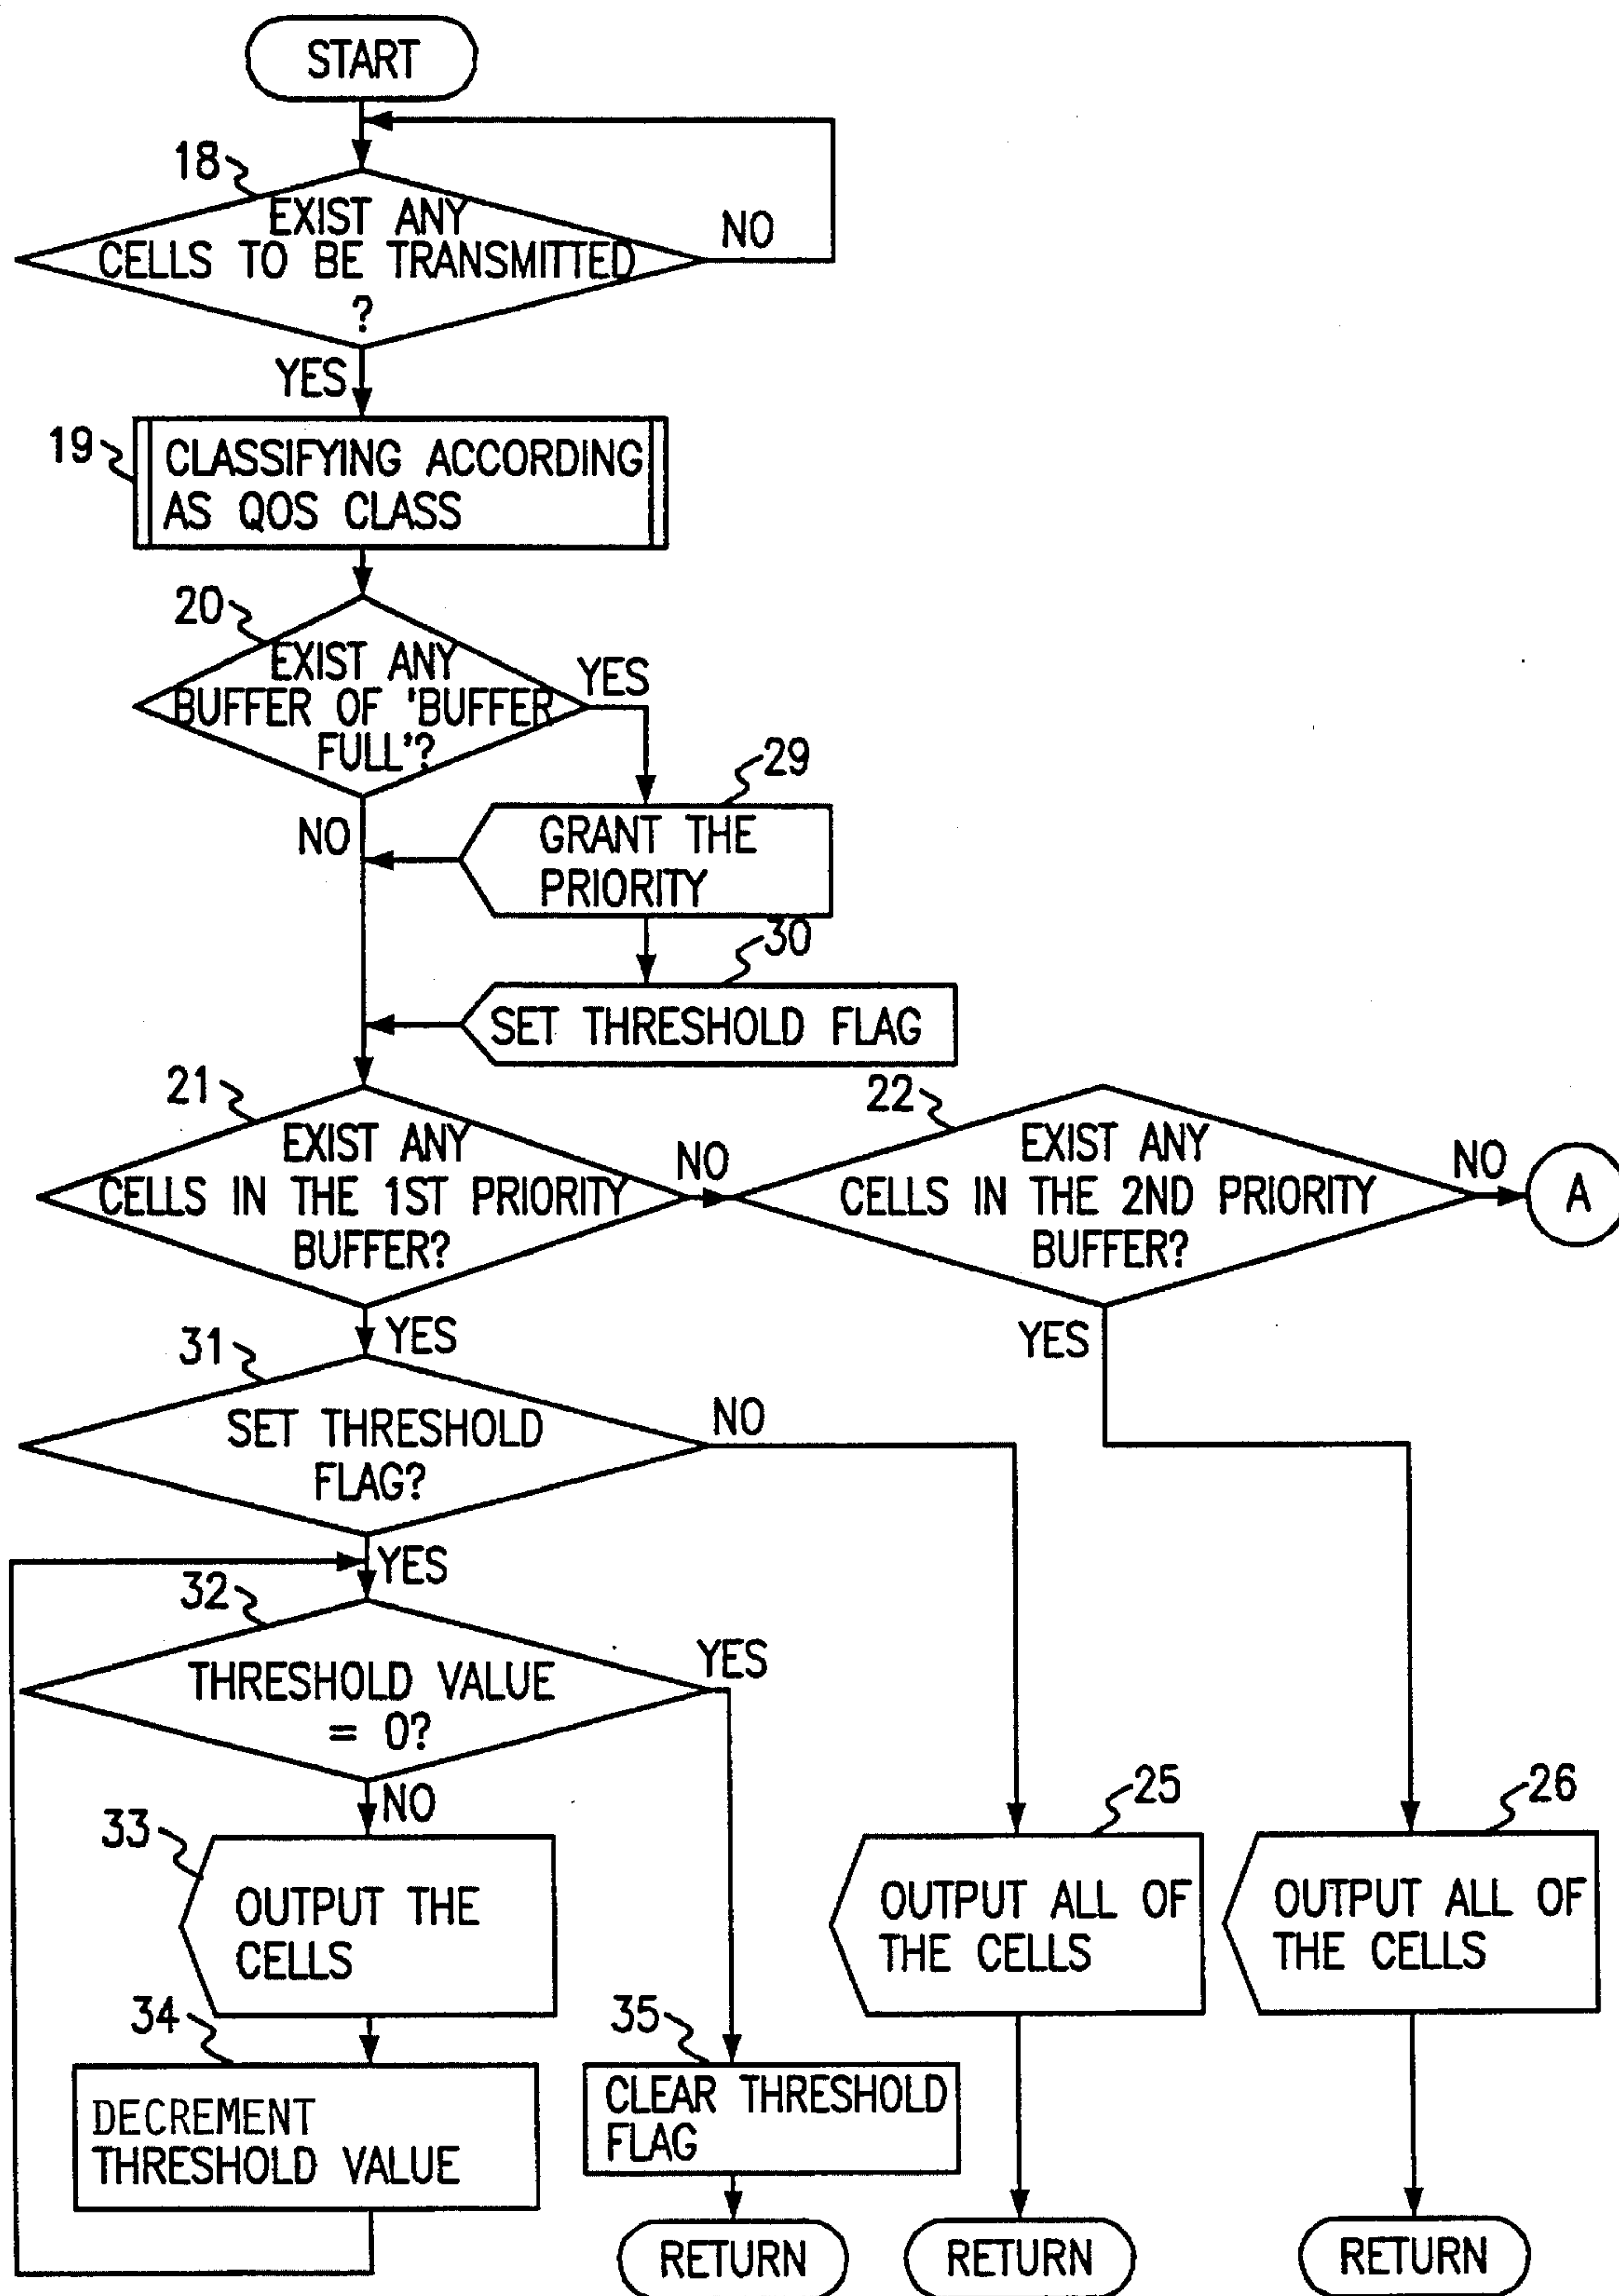 START
18
EXIST ANY
CELLS TO BE TRANSMITTED
?
NO
YES
19
CLASSIFYING ACCORDING
AS QOS CLASS
20
EXIST ANY
BUFFER OF 'BUFFER
FULL'?
YES
NO
29
GRANT THE
PRIORITY
30
SET THRESHOLD FLAG
21
EXIST ANY
CELLS IN THE 1ST PRIORITY
BUFFER?
NO
YES
22
EXIST ANY
CELLS IN THE 2ND PRIORITY
BUFFER?
NO
A
YES
31
SET THRESHOLD
FLAG?
NO
YES
32
THRESHOLD VALUE
= 0?
YES
NO
33
OUTPUT THE
CELLS
25
OUTPUT ALL OF
THE CELLS
26
OUTPUT ALL OF
THE CELLS
34
DECREMENT
THRESHOLD VALUE
35
CLEAR THRESHOLD
FLAG
RETURN
RETURN
RETURN